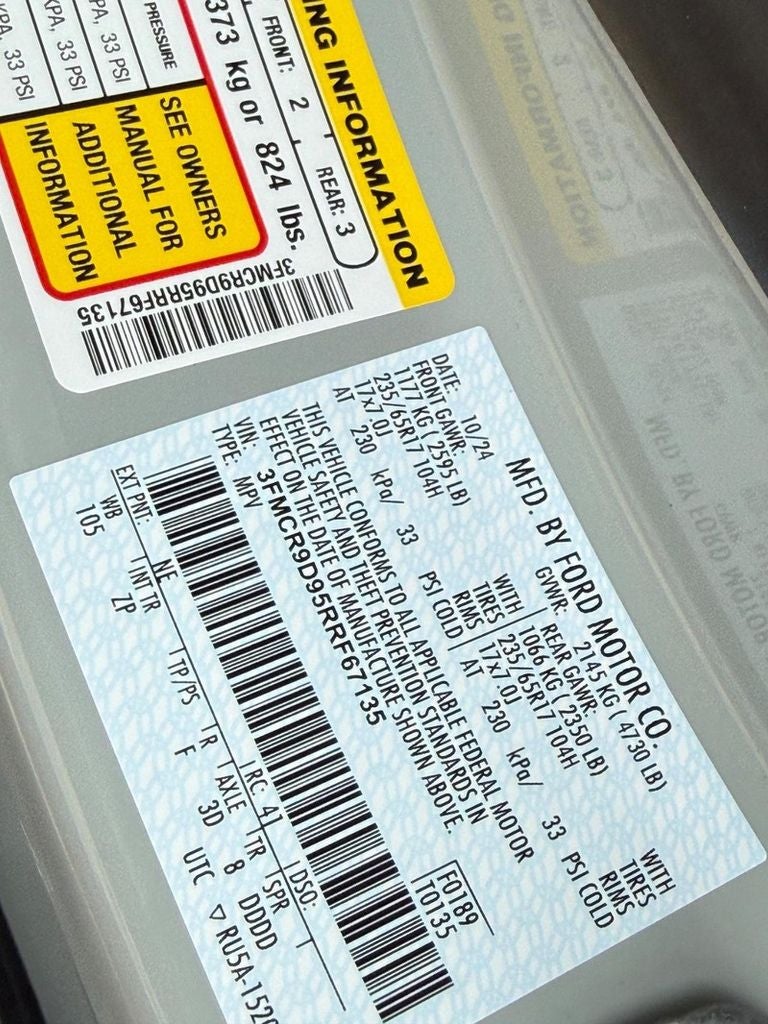 ING INFORMATION
FRONT: 2 REAR: 3
373 kg or 824 lbs.
PRESSURE
KPA, 33 PSI
KPA, 33 PSI
KPA, 33 PSI
SEE OWNERS
MANUAL FOR
ADDITIONAL
INFORMATION
3FMCR9D95RRF67135
MFD. BY FORD MOTOR CO.
DATE: 10/24 GVWR: 2145 KG ( 4730 LB)
FRONT GAWR: REAR GAWR:
1177 KG ( 2595 LB) 1066 KG ( 2350 LB)
235/65R17 104H WITH TIRES 235/65R17 104H WITH TIRES
17x7.0J RIMS 17x7.0J RIMS
AT 230 kPa/ 33 PSI COLD AT 230 kPa/ 33 PSI COLD
THIS VEHICLE CONFORMS TO ALL APPLICABLE FEDERAL MOTOR
VEHICLE SAFETY AND THEFT PREVENTION STANDARDS IN
EFFECT ON THE DATE OF MANUFACTURE SHOWN ABOVE.
VIN: 3FMCR9D95RRF67135
TYPE: MPV
F0189
T0135
EXT PNT: NE RC: 41 DSO:
WB INT TR TP/PS R AXLE TR SPR
105 ZP F 3D 8 DDDD
UTC ▽ RU5A-1520